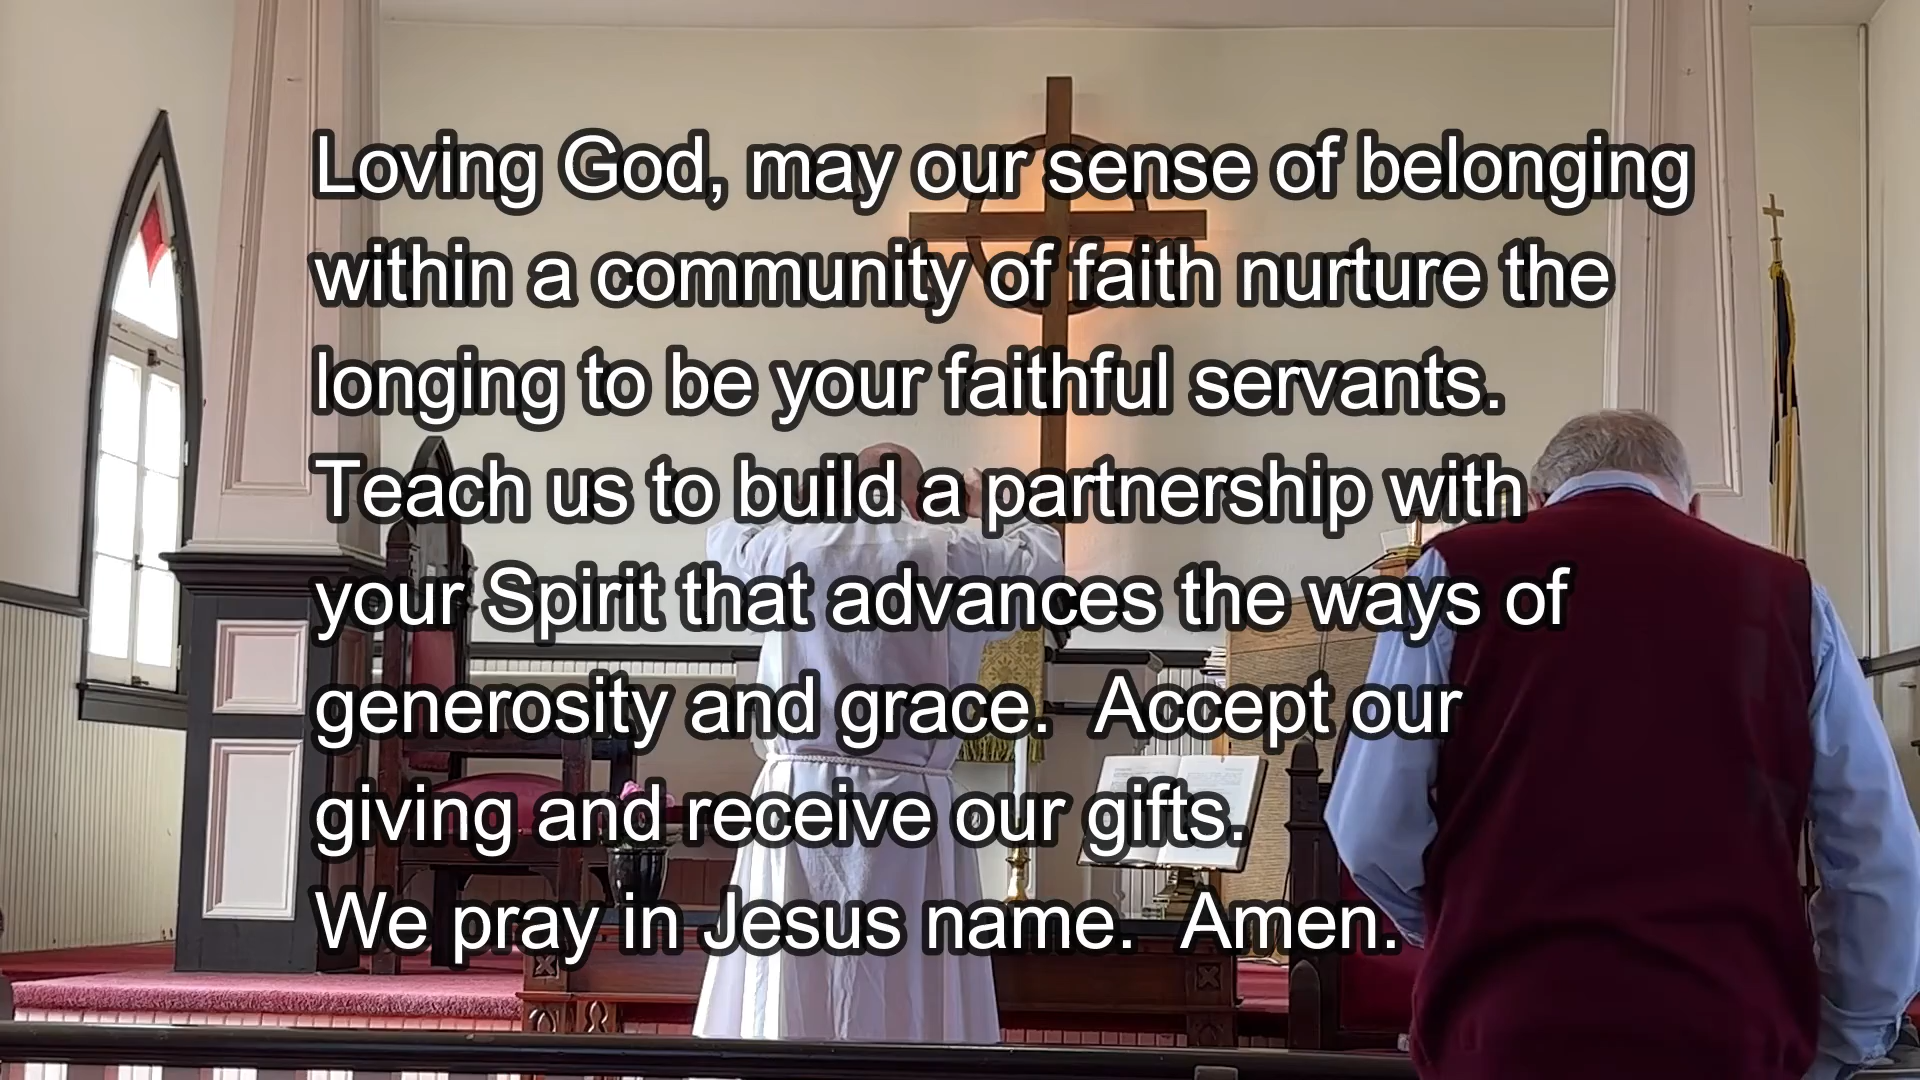 Loving God, may our sense of belonging
within a community of faith nurture the
longing to be your faithful servants.
Teach us to build a partnership with
your Spirit that advances the ways of
generosity and grace.  Accept our
giving and receive our gifts.
We pray in Jesus name.  Amen.